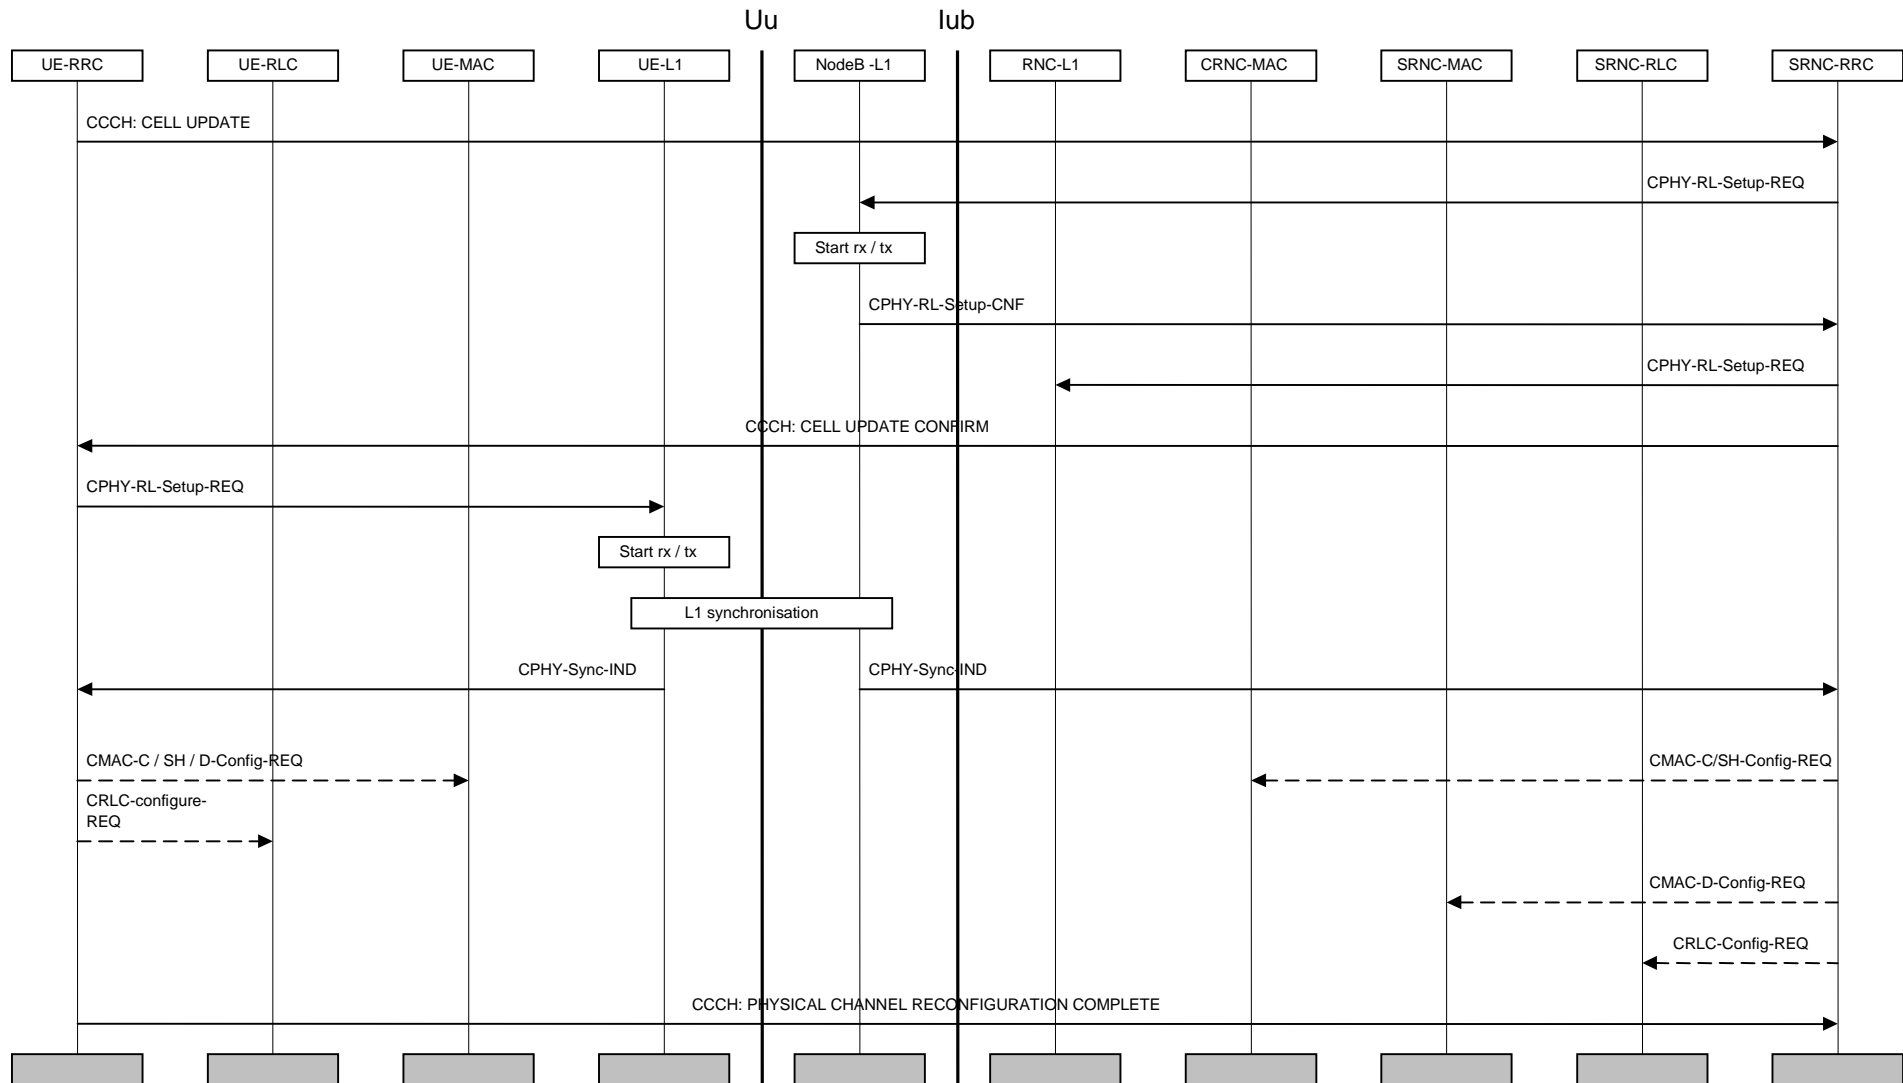 Uu
Iub
UE-RRC
UE-RLC
UE-MAC
UE-L1
NodeB -L1
RNC-L1
CRNC-MAC
SRNC-MAC
SRNC-RLC
SRNC-RRC
CCCH: CELL UPDATE
CPHY-RL-Setup-REQ
Start rx / tx
CPHY-RL-Setup-CNF
CPHY-RL-Setup-REQ
CCCH: CELL UPDATE CONFIRM
CPHY-RL-Setup-REQ
Start rx / tx
L1 synchronisation
CPHY-Sync-IND
CPHY-Sync-IND
CMAC-C / SH / D-Config-REQ
CMAC-C/SH-Config-REQ
CRLC-configure-
REQ
CMAC-D-Config-REQ
CRLC-Config-REQ
CCCH: PHYSICAL CHANNEL RECONFIGURATION COMPLETE